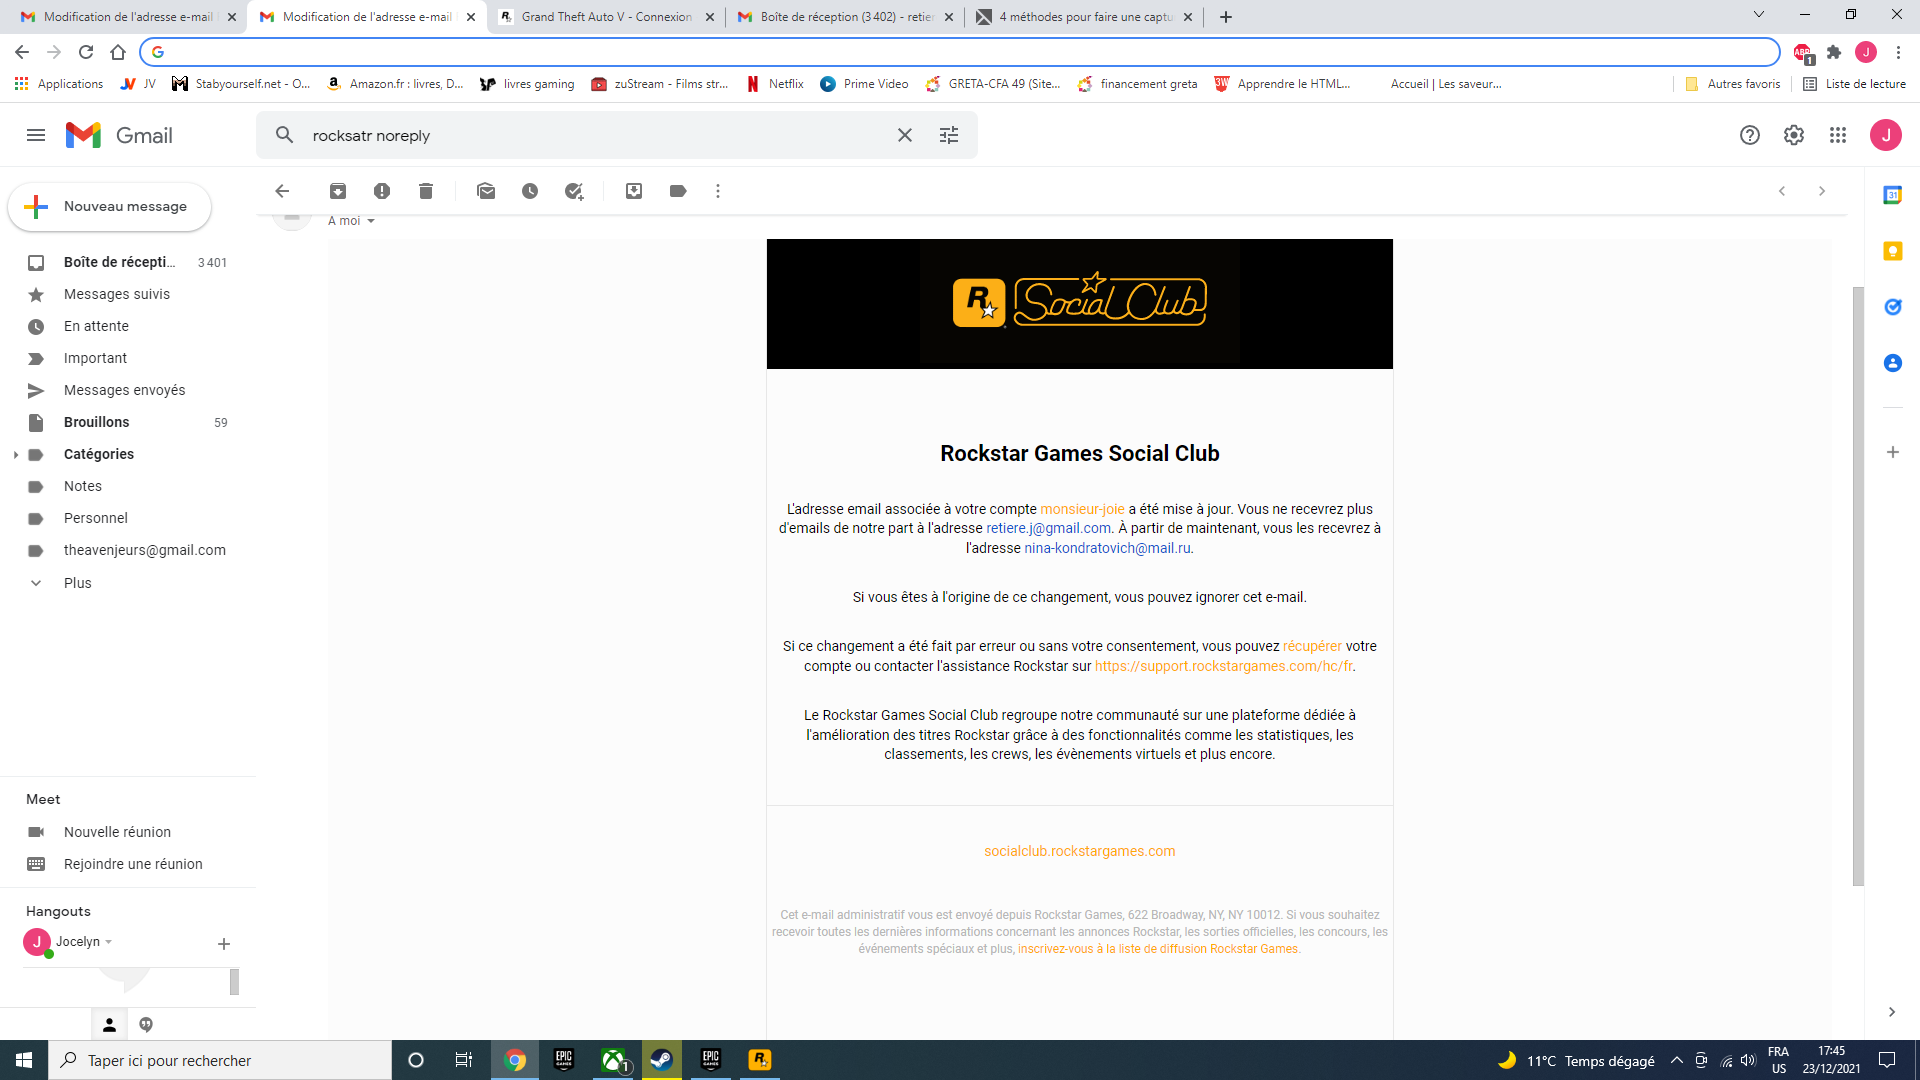 Modification de l'adresse e-mail
Modification de l'adresse e-mail
Grand Theft Auto V - Connexion
Boîte de réception (3 402) - retier
4 méthodes pour faire une captu
Applications
JV
Stabyourself.net - O...
Amazon.fr : livres, D...
livres gaming
zuStream - Films str...
Netflix
Prime Video
GRETA-CFA 49 (Site...
financement greta
Apprendre le HTML...
Accueil | Les saveur...
Autres favoris
Liste de lecture
Gmail
rocksatr noreply
J
Nouveau message
À moi
Boîte de récepti... 3 401
Messages suivis
En attente
Important
Messages envoyés
Brouillons 59
Catégories
Notes
Personnel
theavenjeurs@gmail.com
Plus
Meet
Nouvelle réunion
Rejoindre une réunion
Hangouts
J Jocelyn
R Social Club
Rockstar Games Social Club
L'adresse email associée à votre compte monsieur-joie a été mise à jour. Vous ne recevrez plus
d'emails de notre part à l'adresse retiere.j@gmail.com. À partir de maintenant, vous les recevrez à
l'adresse nina-kondratovich@mail.ru.
Si vous êtes à l'origine de ce changement, vous pouvez ignorer cet e-mail.
Si ce changement a été fait par erreur ou sans votre consentement, vous pouvez récupérer votre
compte ou contacter l'assistance Rockstar sur https://support.rockstargames.com/hc/fr.
Le Rockstar Games Social Club regroupe notre communauté sur une plateforme dédiée à
l'amélioration des titres Rockstar grâce à des fonctionnalités comme les statistiques, les
classements, les crews, les évènements virtuels et plus encore.
socialclub.rockstargames.com
Cet e-mail administratif vous est envoyé depuis Rockstar Games, 622 Broadway, NY, NY 10012. Si vous souhaitez
recevoir toutes les dernières informations concernant les annonces Rockstar, les sorties officielles, les concours, les
événements spéciaux et plus, inscrivez-vous à la liste de diffusion Rockstar Games.
Taper ici pour rechercher
11°C Temps dégagé
FRA
US
17:45
23/12/2021